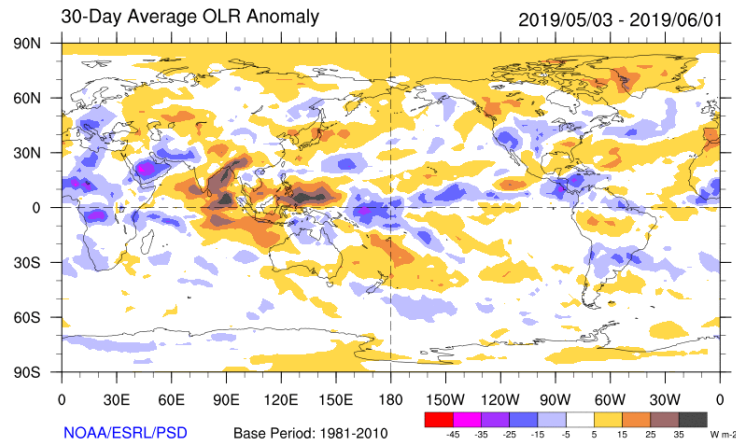 30-Day Average OLR Anomaly 2019/05/03 - 2019/06/01
90N
60N
30N
0
30S
60S
90S
0 30E 60E 90E 120E 150E 180 150W 120W 90W 60W 30W 0
-45 -35 -25 -15 -5 5 15 25 35 W m-2
NOAA/ESRL/PSD Base Period: 1981-2010